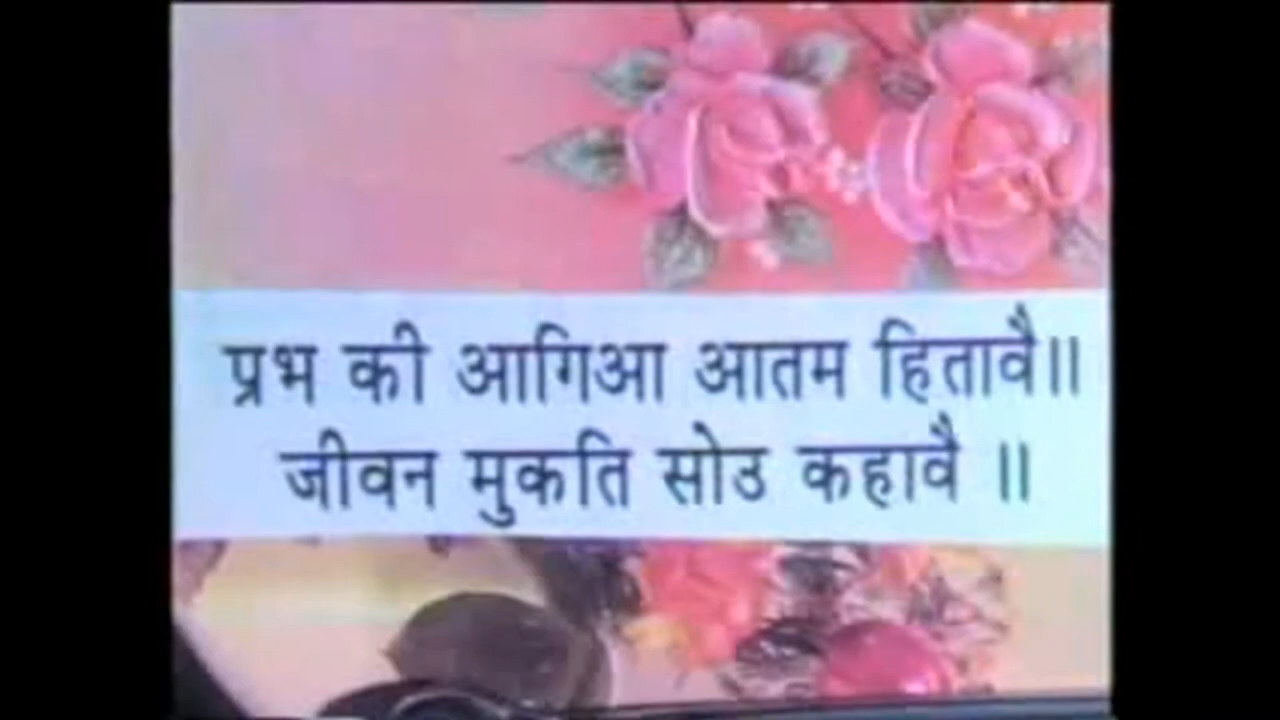 प्रभ की आगिआ आतम हितावै॥
जीवन मुकति सोउ कहावै ॥